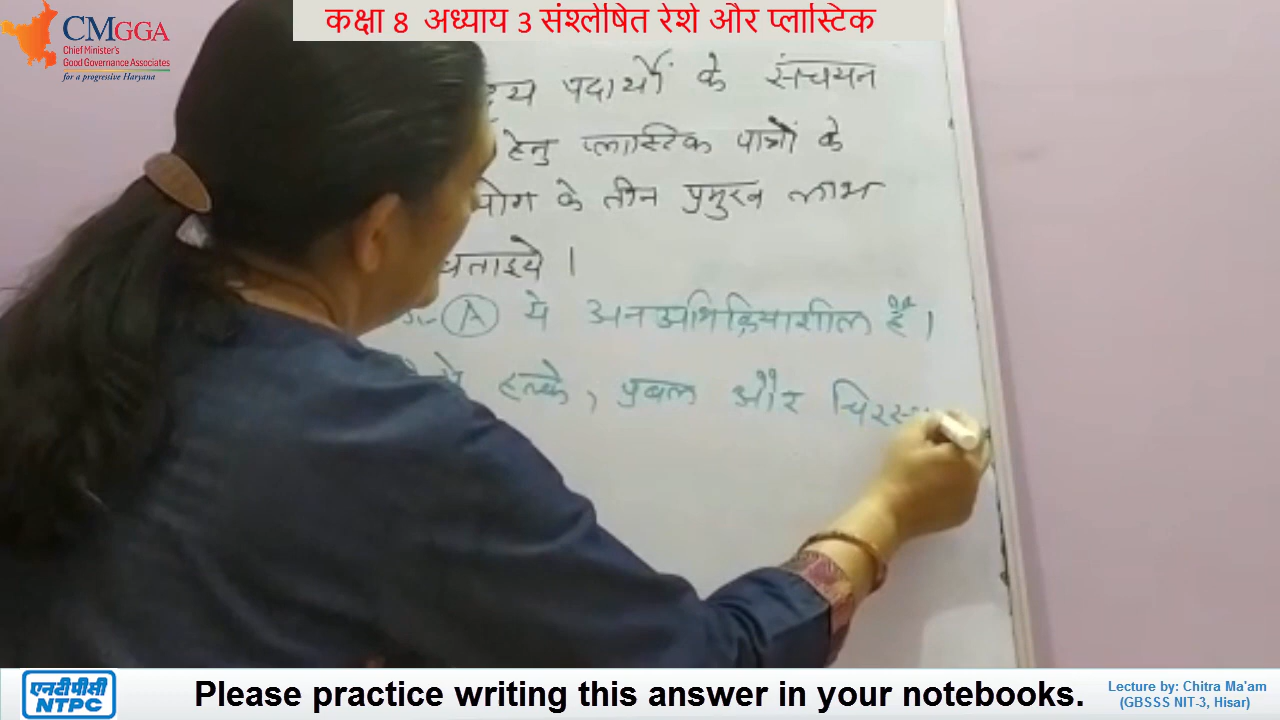 कक्षा 8 अध्याय 3 संश्लेषित रेशे और प्लास्टिक
CMGGA
Chief Minister's
Good Governance Associates
for a progressive Haryana
पदार्थों के संचयन
हेतु प्लास्टिक पात्रों के
के तीन प्रमुख लाभ
बताइये ।
A ये अनअभिक्रियाशील हैं।
ये हल्के, प्रबल और
एनटीपीसी
NTPC
Please practice writing this answer in your notebooks.
Lecture by: Chitra Ma'am
(GBSSS NIT-3, Hisar)